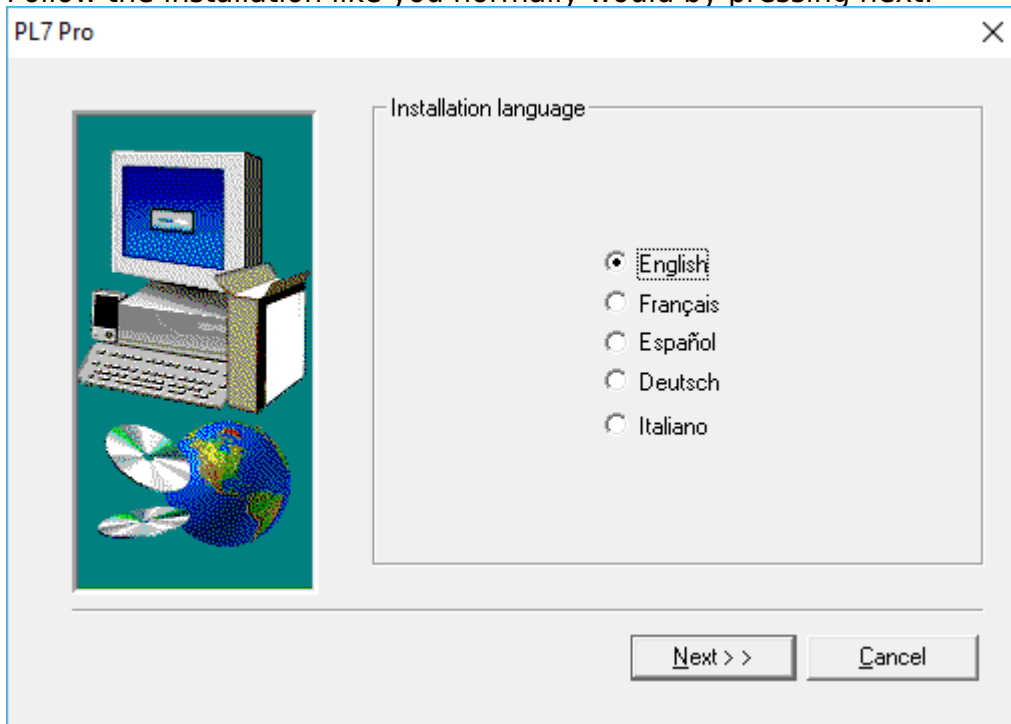 Follow the installation like you normally would by pressing next.
PL7 Pro
Installation language
English
Français
Español
Deutsch
Italiano
Next > >
Cancel